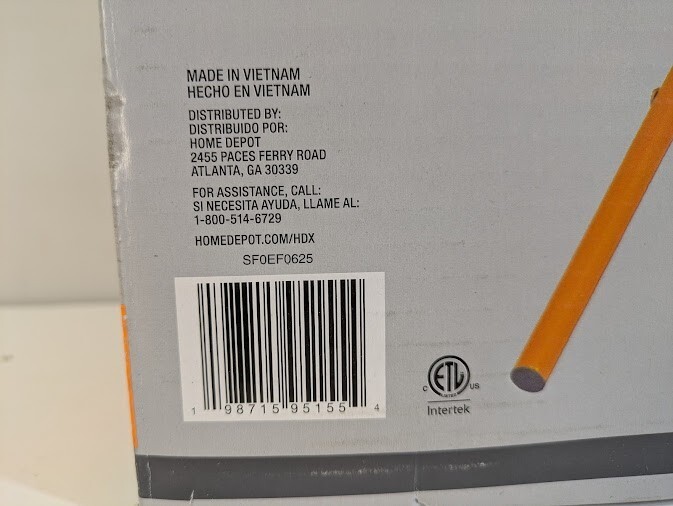 MADE IN VIETNAM
HECHO EN VIETNAM
DISTRIBUTED BY:
DISTRIBUIDO POR:
HOME DEPOT
2455 PACES FERRY ROAD
ATLANTA, GA 30339
FOR ASSISTANCE, CALL:
SI NECESITA AYUDA, LLAME AL:
1-800-514-6729
HOMEDEPOT.COM/HDX
SF0EF0625
1 98715 95155 4
C ETL US
Intertek